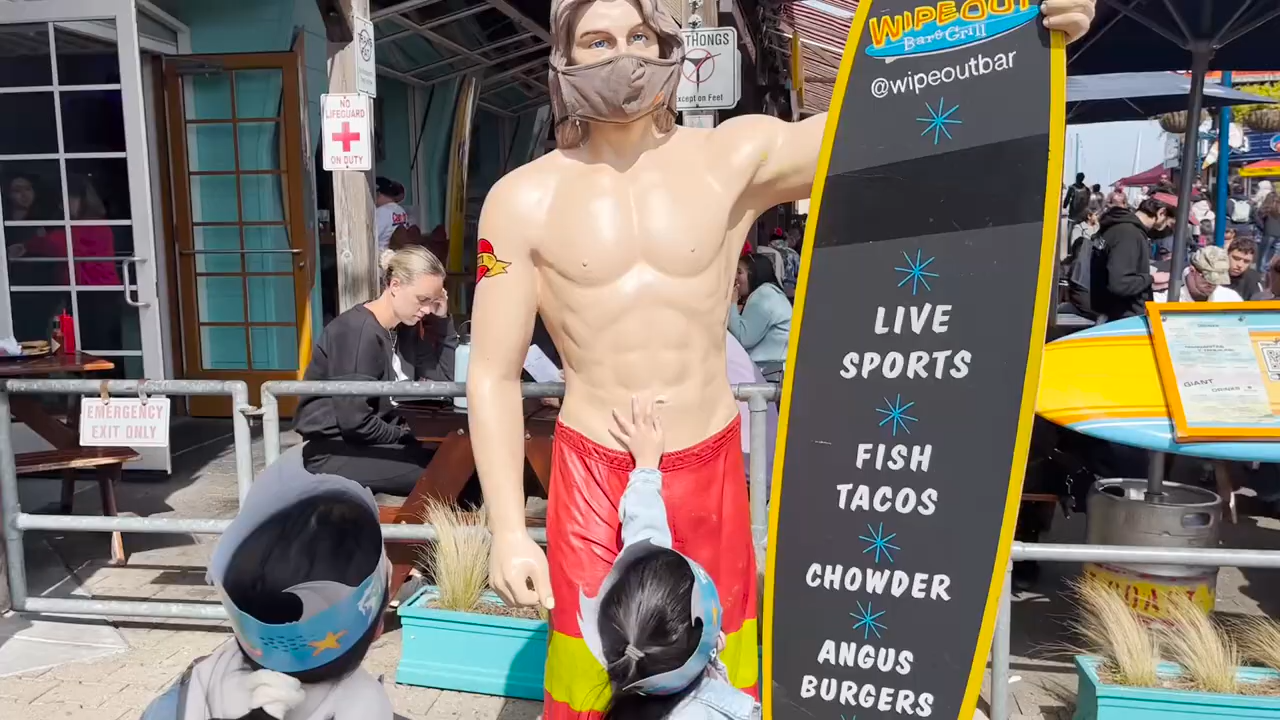 WIPEOUT
Bar & Grill
@wipeoutbar
LIVE
SPORTS
FISH
TACOS
CHOWDER
ANGUS
BURGERS
THONGS
Except on Feet
NO
LIFEGUARD
ON DUTY
EMERGENCY
EXIT ONLY
GIANT